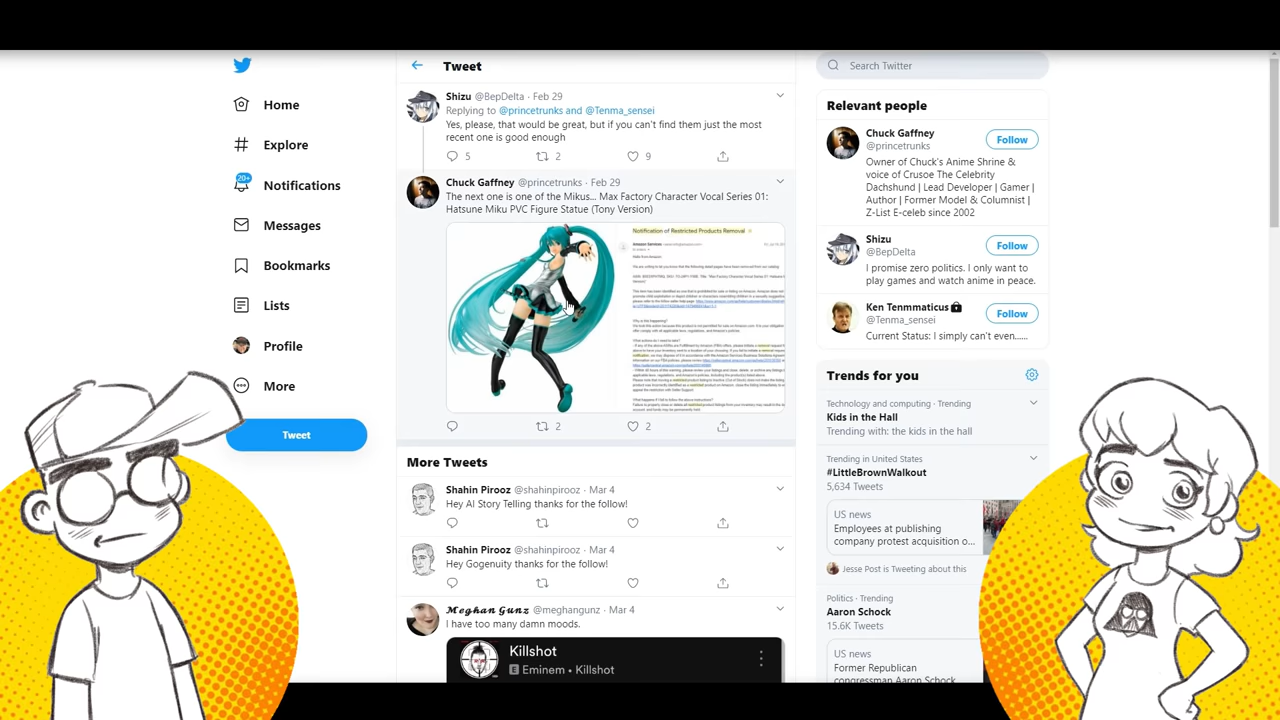 Home
Explore
20+
Notifications
Messages
Bookmarks
Lists
Profile
More
Tweet
Tweet
Shizu @BepDelta · Feb 29
Replying to @princetrunks and @Tenma_sensei
Yes, please, that would be great, but if you can't find them just the most
recent one is good enough
5
2
9
Chuck Gaffney @princetrunks · Feb 29
The next one is one of the Mikus... Max Factory Character Vocal Series 01:
Hatsune Miku PVC Figure Statue (Tony Version)
Notification of Restricted Products Removal
2
2
More Tweets
Shahin Pirooz @shahinpirooz · Mar 4
Hey AI Story Telling thanks for the follow!
Shahin Pirooz @shahinpirooz · Mar 4
Hey Gogenuity thanks for the follow!
𝓜𝓮𝓰𝓱𝓪𝓷 𝓖𝓾𝓷𝔃 @meghangunz · Mar 4
I have too many damn moods.
Killshot
E Eminem • Killshot
Search Twitter
Relevant people
Chuck Gaffney
@princetrunks
Follow
Owner of Chuck's Anime Shrine &
voice of Crusoe The Celebrity
Dachshund | Lead Developer | Gamer |
Author | Former Model & Columnist |
Z-List E-celeb since 2002
Shizu
@BepDelta
Follow
I promise zero politics. I only want to
play games and watch anime in peace.
Ken Tenmmaticus
@Tenma_sensei
Follow
Current Status: I simply can't even......
Trends for you
Technology and computing · Trending
Kids in the Hall
Trending with: the kids in the hall
Trending in United States
#LittleBrownWalkout
5,634 Tweets
US news
Employees at publishing
company protest acquisition o...
Jesse Post is Tweeting about this
Politics · Trending
Aaron Schock
15.6K Tweets
US news
Former Republican
congressman Aaron Schock